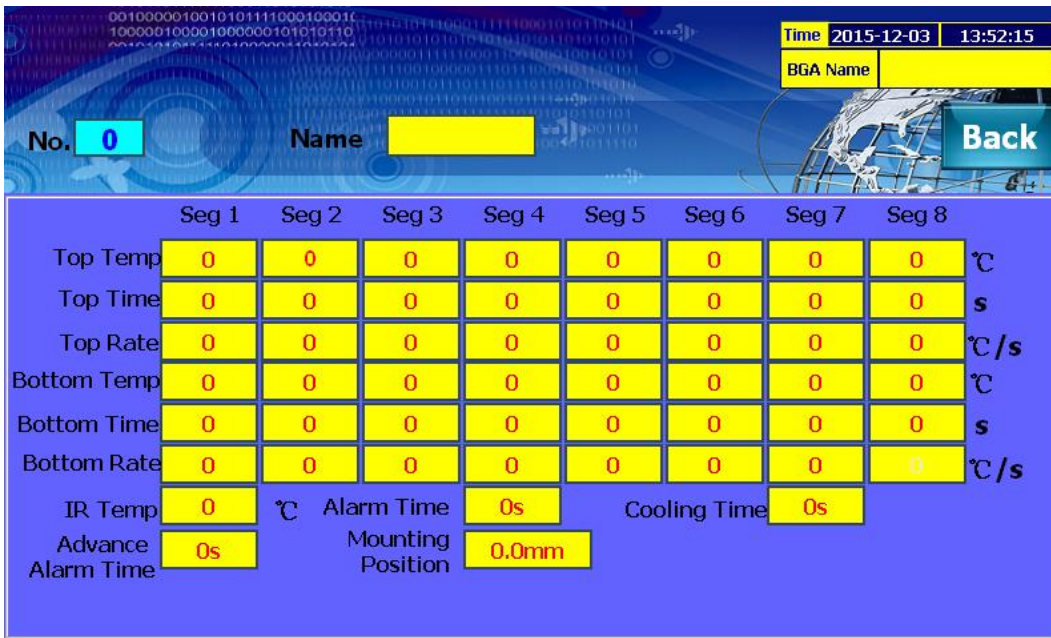 Time 2015-12-03 13:52:15
BGA Name
No. 0 Name
Back
Seg 1 Seg 2 Seg 3 Seg 4 Seg 5 Seg 6 Seg 7 Seg 8
Top Temp 0 0 0 0 0 0 0 0 ℃
Top Time 0 0 0 0 0 0 0 0 s
Top Rate 0 0 0 0 0 0 0 0 ℃/s
Bottom Temp 0 0 0 0 0 0 0 0 ℃
Bottom Time 0 0 0 0 0 0 0 0 s
Bottom Rate 0 0 0 0 0 0 0 0 ℃/s
IR Temp 0 ℃ Alarm Time 0s Cooling Time 0s
Advance
Alarm Time 0s
Mounting
Position 0.0mm